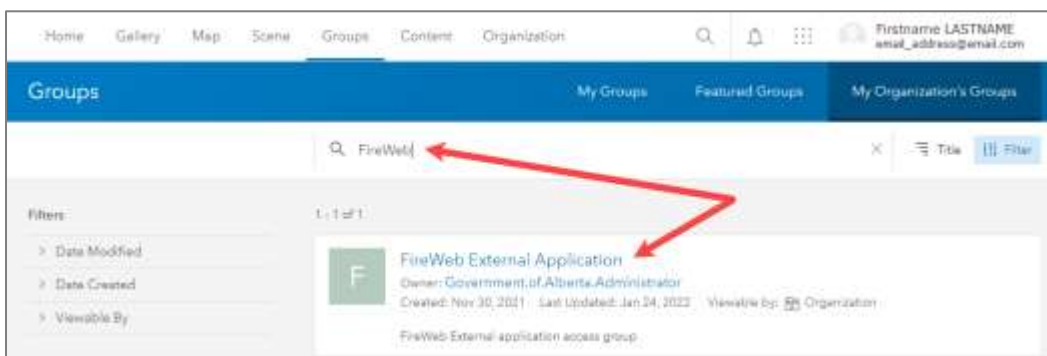 Home Gallery Map Scene Groups Content Organization Firstname LASTNAME
email_address@email.com
Groups My Groups Featured Groups My Organization's Groups
FireWeb Title Filter
Filters 1 - 1 of 1
Date Modified
Date Created
Viewable By
F
FireWeb External Application
Owner: Government.of.Alberta.Administrator
Created: Nov 30, 2021 Last Updated: Jan 24, 2022 Viewable by: Organization
FireWeb External application access group